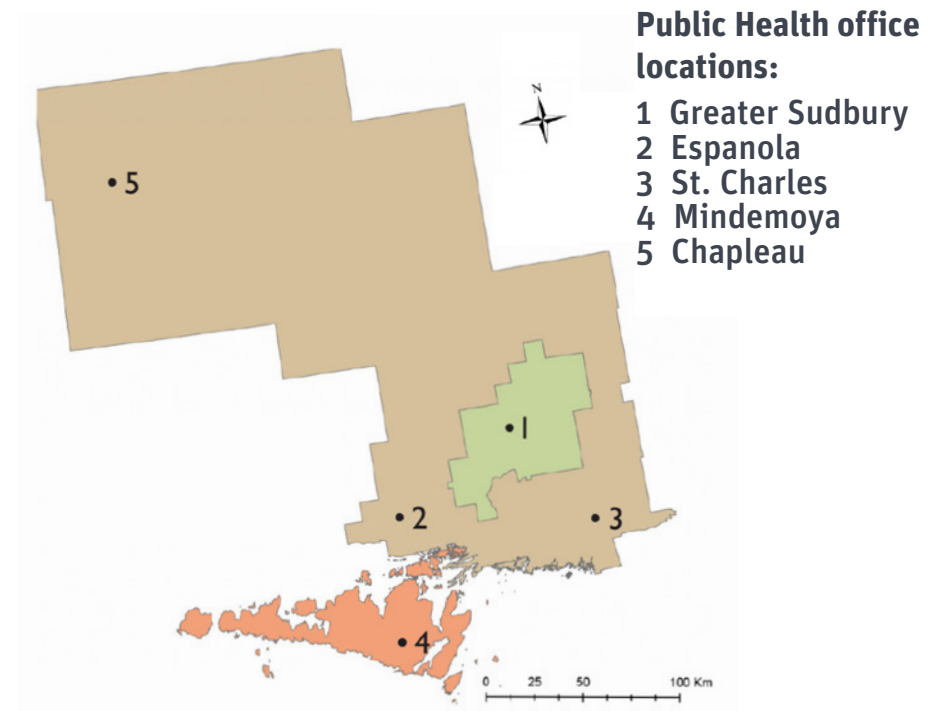 Public Health office
locations:
1 Greater Sudbury
2 Espanola
3 St. Charles
4 Mindemoya
5 Chapleau
N
5
1
2
3
4
0 25 50 100 Km